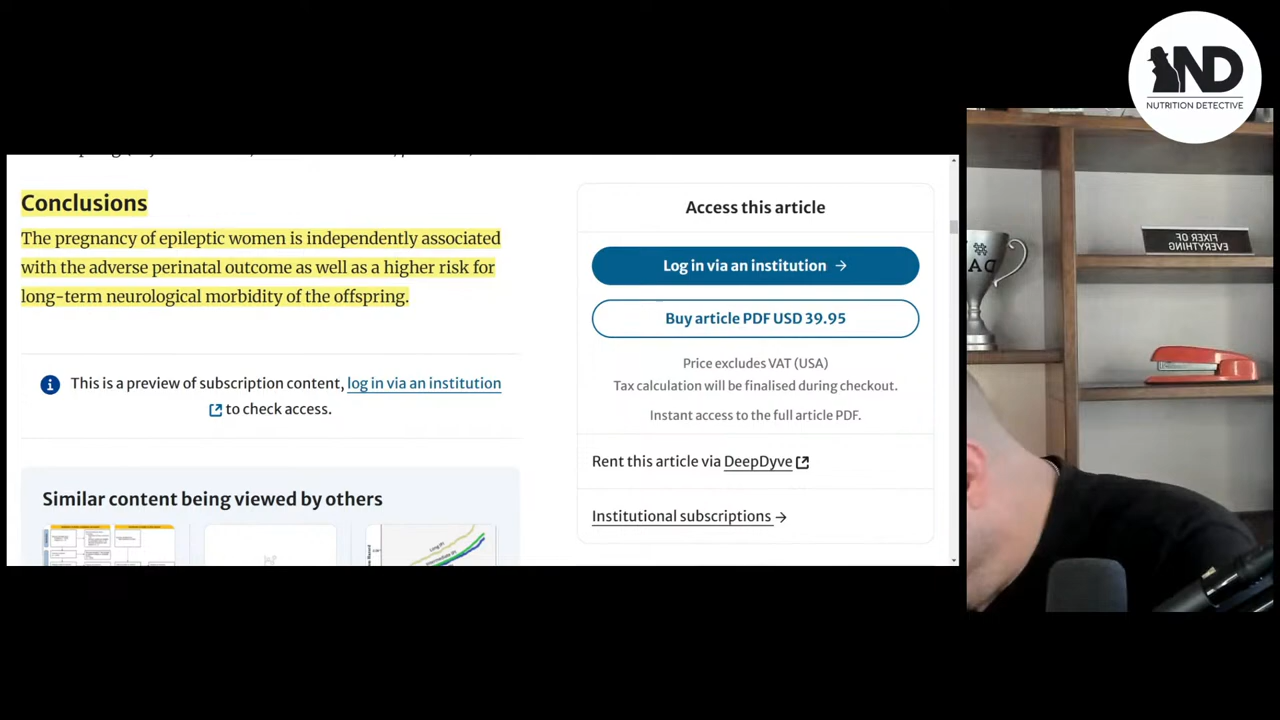 ND
NUTRITION DETECTIVE
Conclusions
The pregnancy of epileptic women is independently associated
with the adverse perinatal outcome as well as a higher risk for
long-term neurological morbidity of the offspring.
This is a preview of subscription content, log in via an institution
to check access.
Similar content being viewed by others
Access this article
Log in via an institution →
Buy article PDF USD 39.95
Price excludes VAT (USA)
Tax calculation will be finalised during checkout.
Instant access to the full article PDF.
Rent this article via DeepDyve
Institutional subscriptions →
FIXER OF
EVERYTHING